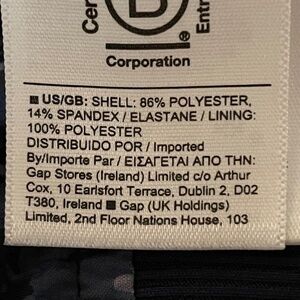 Cer
B
®
Entr
Corporation
■ US/GB: SHELL: 86% POLYESTER,
14% SPANDEX / ELASTANE / LINING:
100% POLYESTER
DISTRIBUIDO POR / Imported
By/Importe Par / ΕΙΣΑΓΕΤΑΙ ΑΠΟ ΤΗΝ:
Gap Stores (Ireland) Limited c/o Arthur
Cox, 10 Earlsfort Terrace, Dublin 2, D02
T380, Ireland ■ Gap (UK Holdings)
Limited, 2nd Floor Nations House, 103